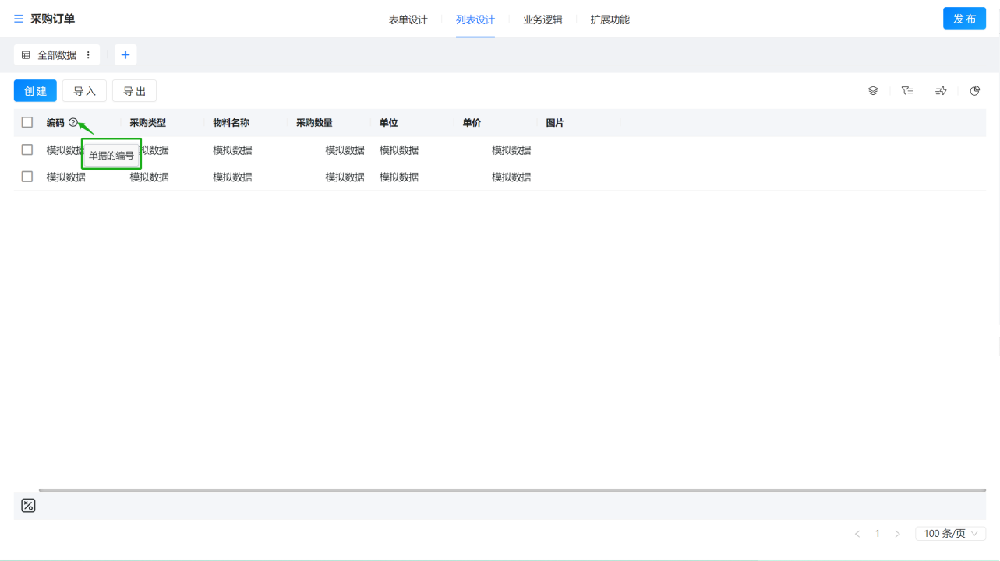 采购订单 表单设计 列表设计 业务逻辑 扩展功能 发布
全部数据
创建 导入 导出
编码 采购类型 物料名称 采购数量 单位 单价 图片
模拟数据 模拟数据 模拟数据 模拟数据 模拟数据 模拟数据
单据的编号
模拟数据 模拟数据 模拟数据 模拟数据 模拟数据 模拟数据
1 100 条/页